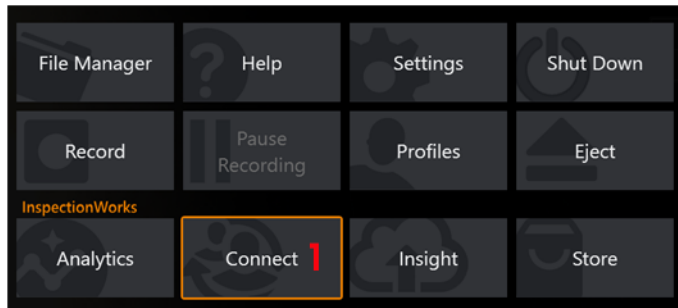 File Manager
Help
Settings
Shut Down
Record
Pause
Recording
Profiles
Eject
InspectionWorks
Analytics
Connect 1
Insight
Store